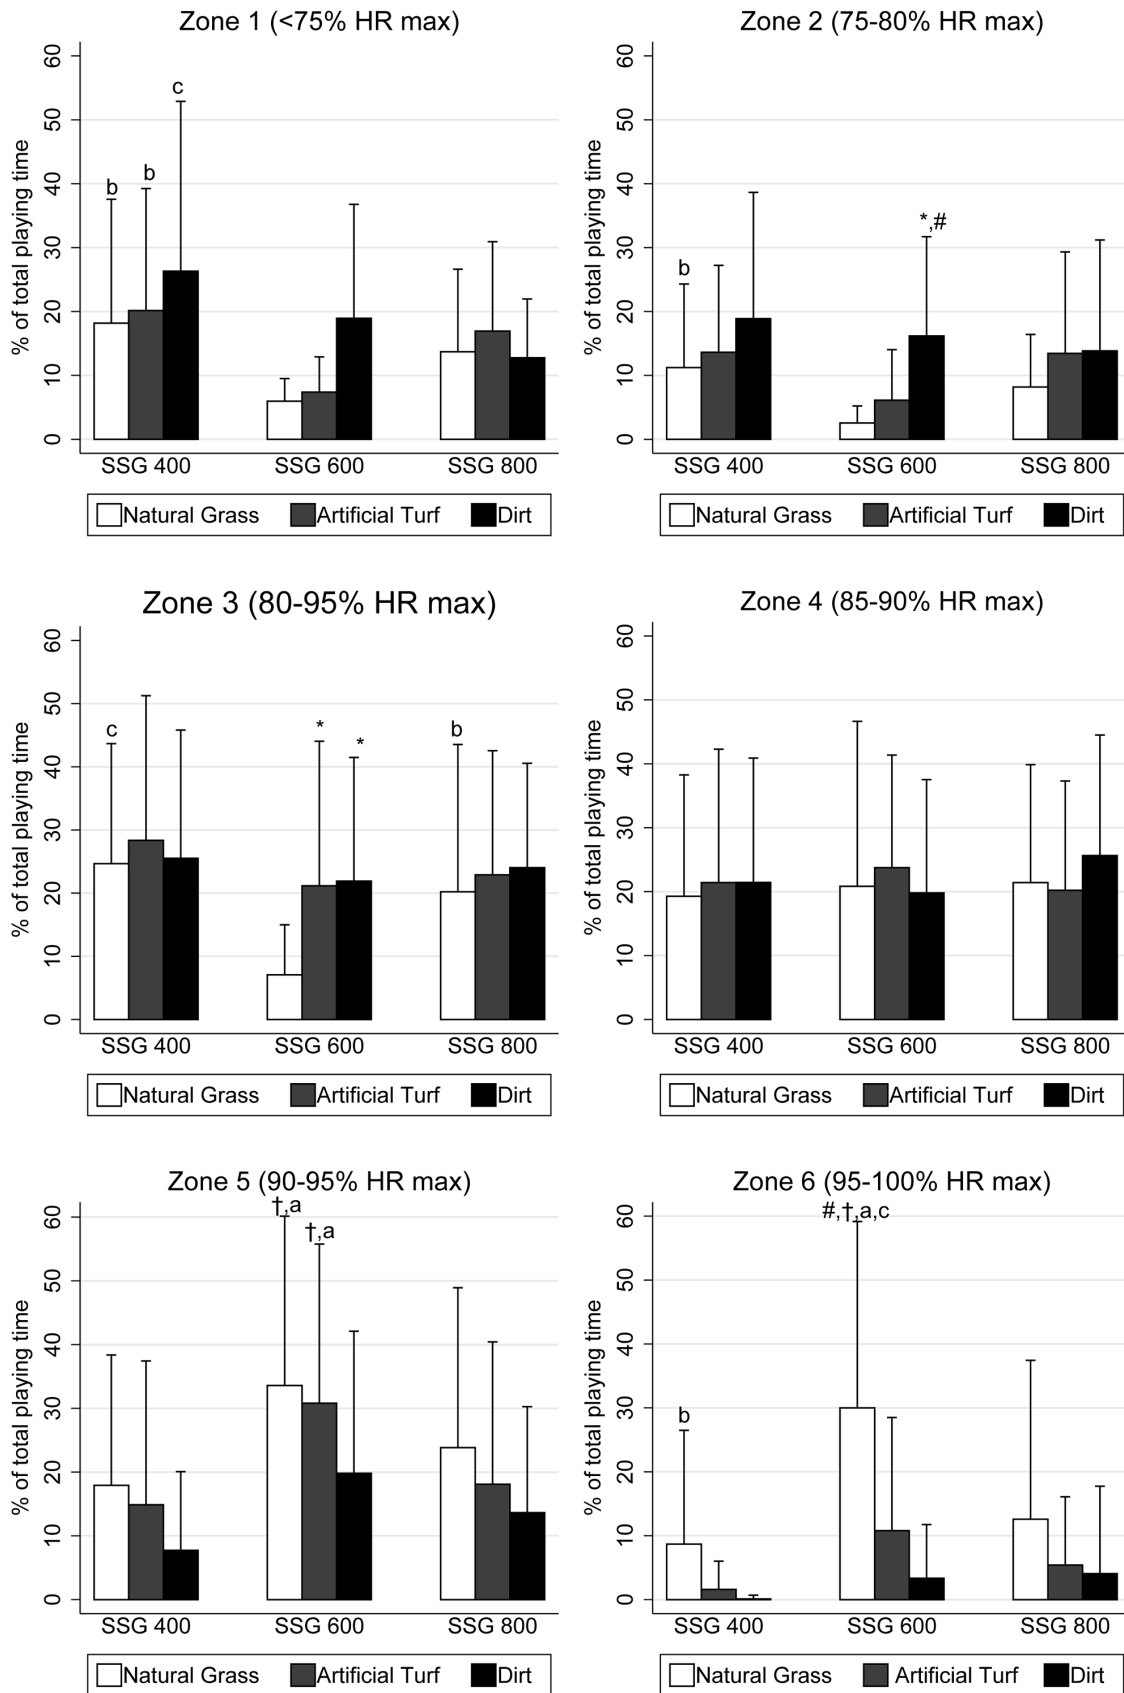 Zone 1 (<75% HR max)
% of total playing time
60
50
40
30
20
10
0
b
b
c
SSG 400
SSG 600
SSG 800
Natural Grass
Artificial Turf
Dirt
Zone 2 (75-80% HR max)
% of total playing time
60
50
40
30
20
10
0
b
*,#
SSG 400
SSG 600
SSG 800
Natural Grass
Artificial Turf
Dirt
Zone 3 (80-95% HR max)
% of total playing time
60
50
40
30
20
10
0
c
*
*
b
SSG 400
SSG 600
SSG 800
Natural Grass
Artificial Turf
Dirt
Zone 4 (85-90% HR max)
% of total playing time
60
50
40
30
20
10
0
SSG 400
SSG 600
SSG 800
Natural Grass
Artificial Turf
Dirt
Zone 5 (90-95% HR max)
% of total playing time
60
50
40
30
20
10
0
†,a
†,a
SSG 400
SSG 600
SSG 800
Natural Grass
Artificial Turf
Dirt
Zone 6 (95-100% HR max)
% of total playing time
60
50
40
30
20
10
0
b
#,†,a,c
SSG 400
SSG 600
SSG 800
Natural Grass
Artificial Turf
Dirt